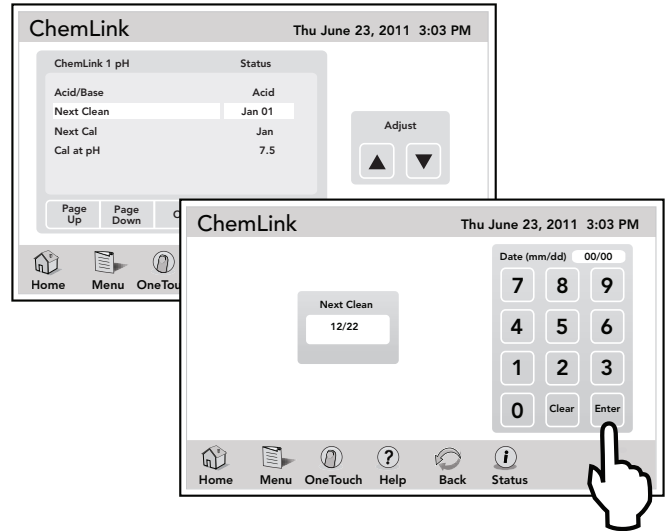 ChemLink Thu June 23, 2011 3:03 PM
ChemLink 1 pH Status
Acid/Base Acid
Next Clean Jan 01
Next Cal Jan
Cal at pH 7.5
Adjust
Page Up Page Down
Home Menu
ChemLink Thu June 23, 2011 3:03 PM
Date (mm/dd) 00/00
Next Clean
12/22
7 8 9
4 5 6
1 2 3
0 Clear Enter
Home Menu OneTouch Help Back Status